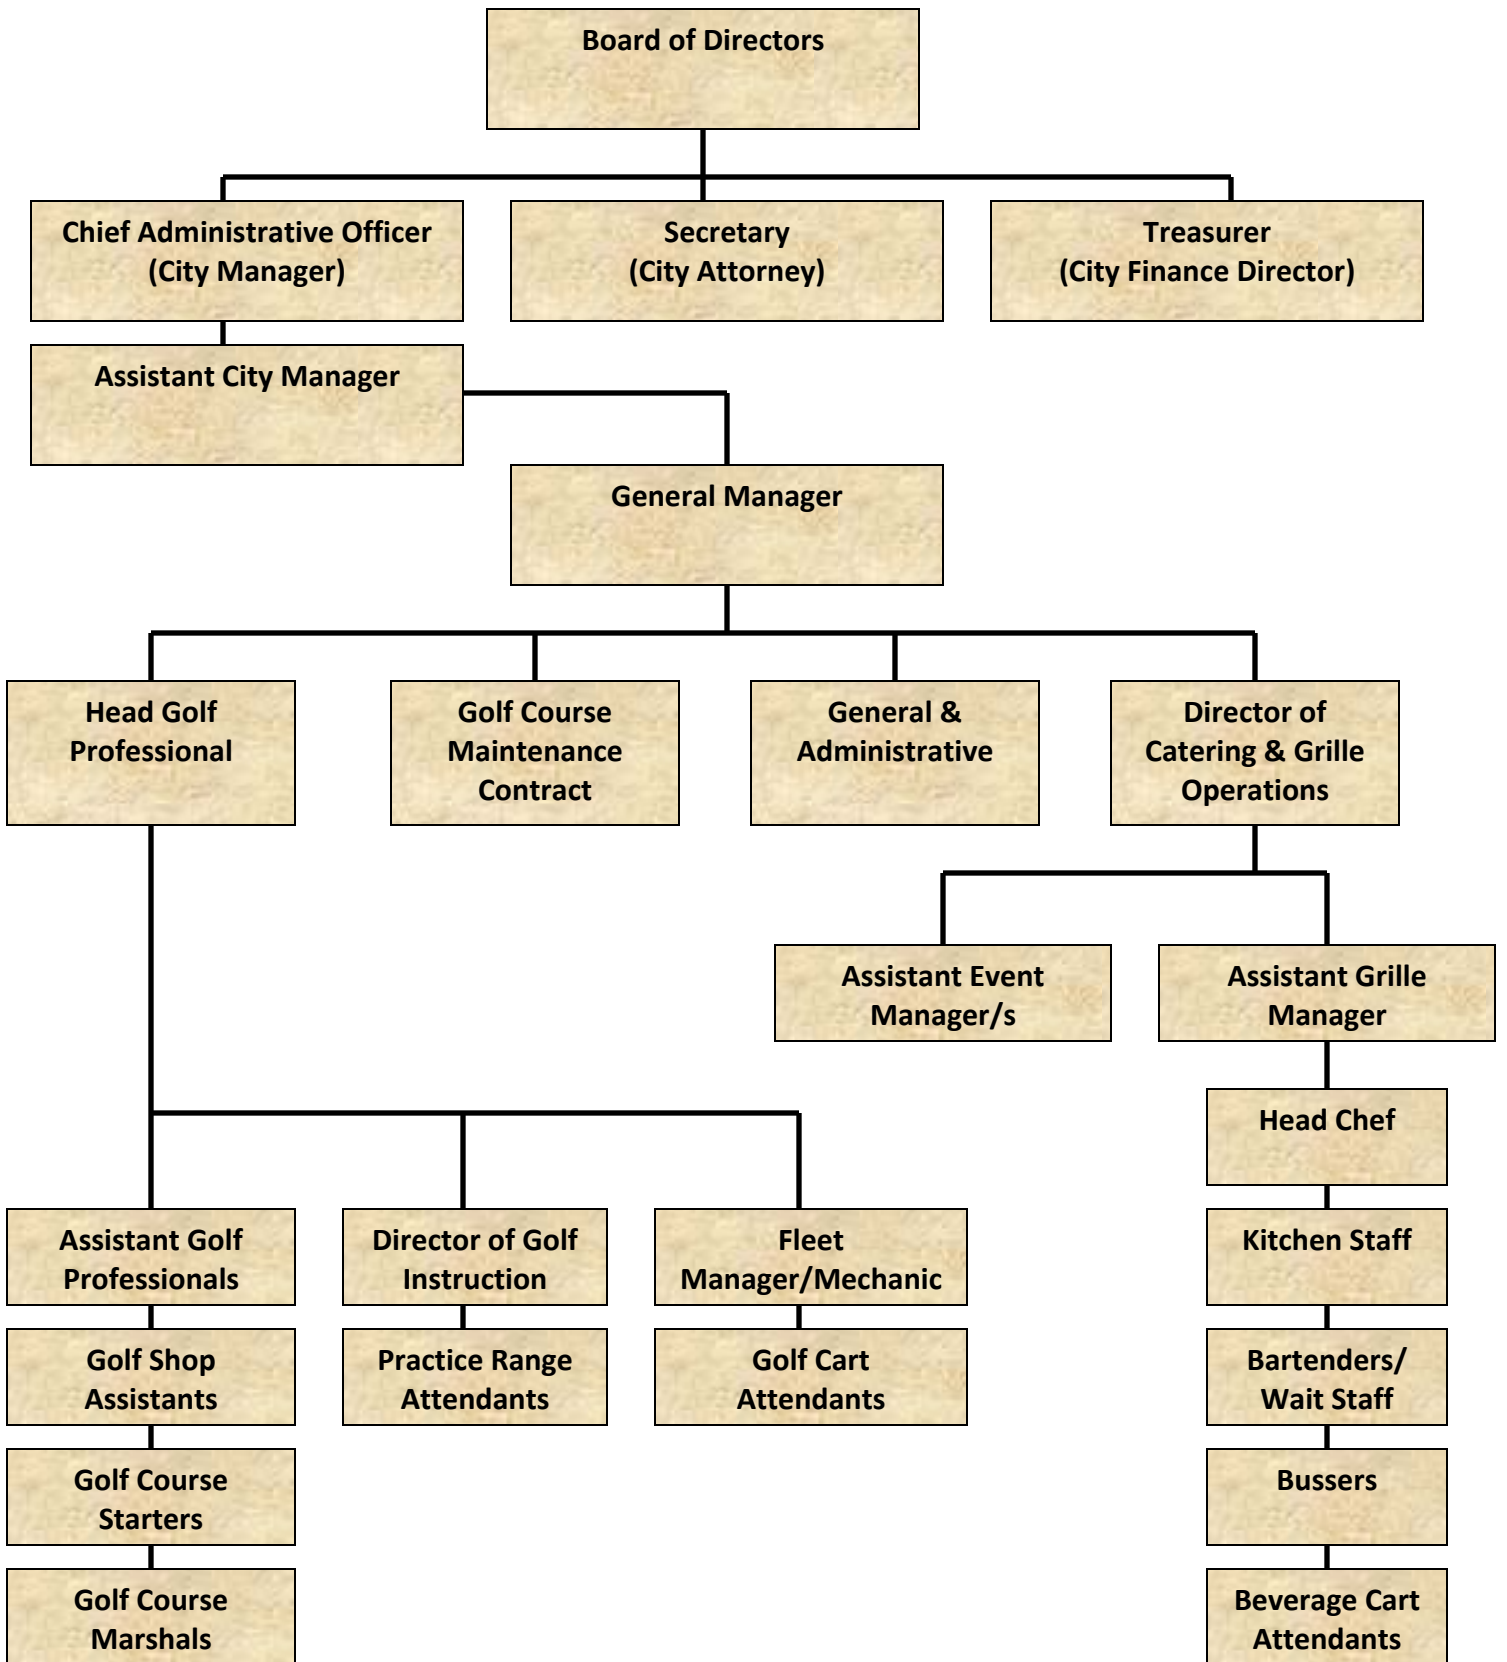 Board of Directors
Chief Administrative Officer
(City Manager)
Secretary
(City Attorney)
Treasurer
(City Finance Director)
Assistant City Manager
General Manager
Head Golf
Professional
Golf Course
Maintenance
Contract
General &
Administrative
Director of
Catering & Grille
Operations
Assistant Event
Manager/s
Assistant Grille
Manager
Head Chef
Assistant Golf
Professionals
Director of Golf
Instruction
Fleet
Manager/Mechanic
Kitchen Staff
Golf Shop
Assistants
Practice Range
Attendants
Golf Cart
Attendants
Bartenders/
Wait Staff
Golf Course
Starters
Bussers
Golf Course
Marshals
Beverage Cart
Attendants